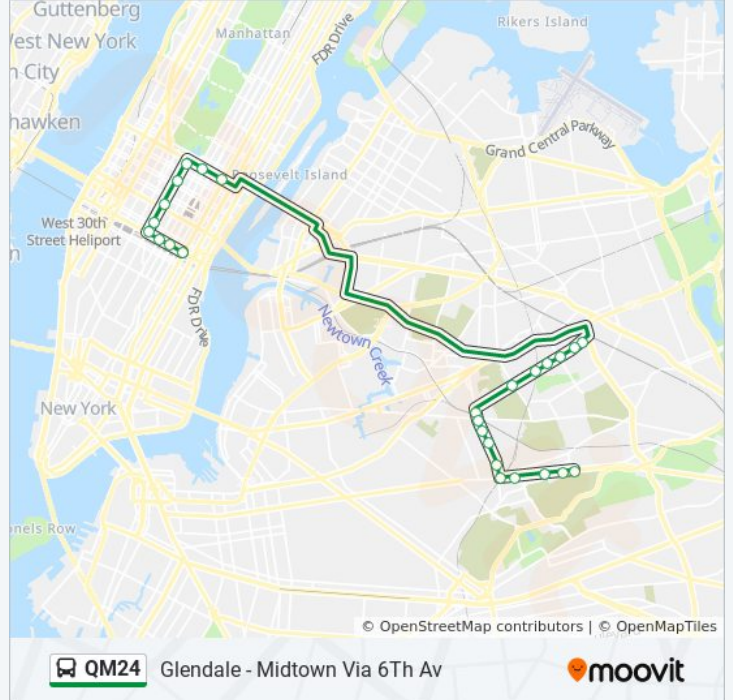 Guttenberg
Vest New York
n City
hawken
Manhattan
FDR Drive
Rikers Island
Grand Central Parkway
Roosevelt Island
West 30th
Street Heliport
n
FDR Drive
Newtown Creek
New York
nels Row
© OpenStreetMap contributors | © OpenMapTiles
QM24 Glendale - Midtown Via 6Th Av
moovit